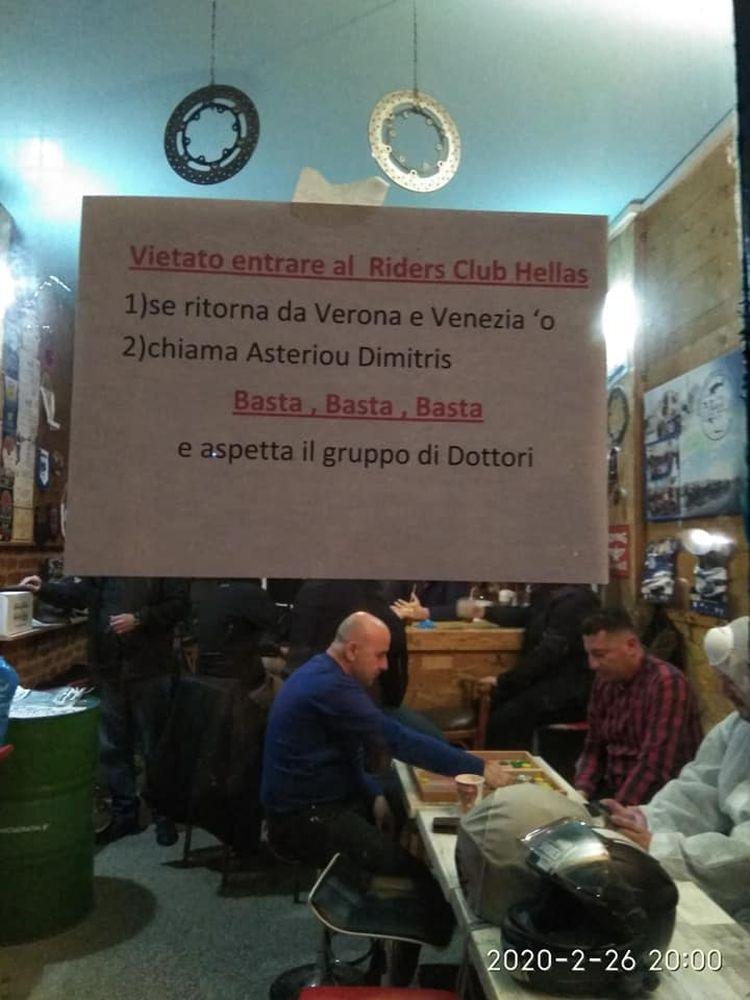 Vietato entrare al Riders Club Hellas
1)se ritorna da Verona e Venezia ‘o
2)chiama Asteriou Dimitris
Basta , Basta , Basta
e aspetta il gruppo di Dottori
2020-2-26 20:00